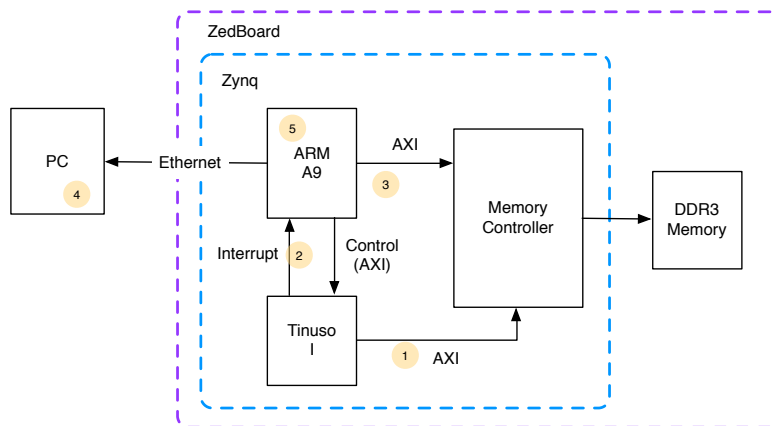 ZedBoard
Zynq
5
ARM
A9
AXI
PC
4
Ethernet
3
Memory
Controller
DDR3
Memory
Interrupt
2
Control
(AXI)
Tinuso
I
1
AXI